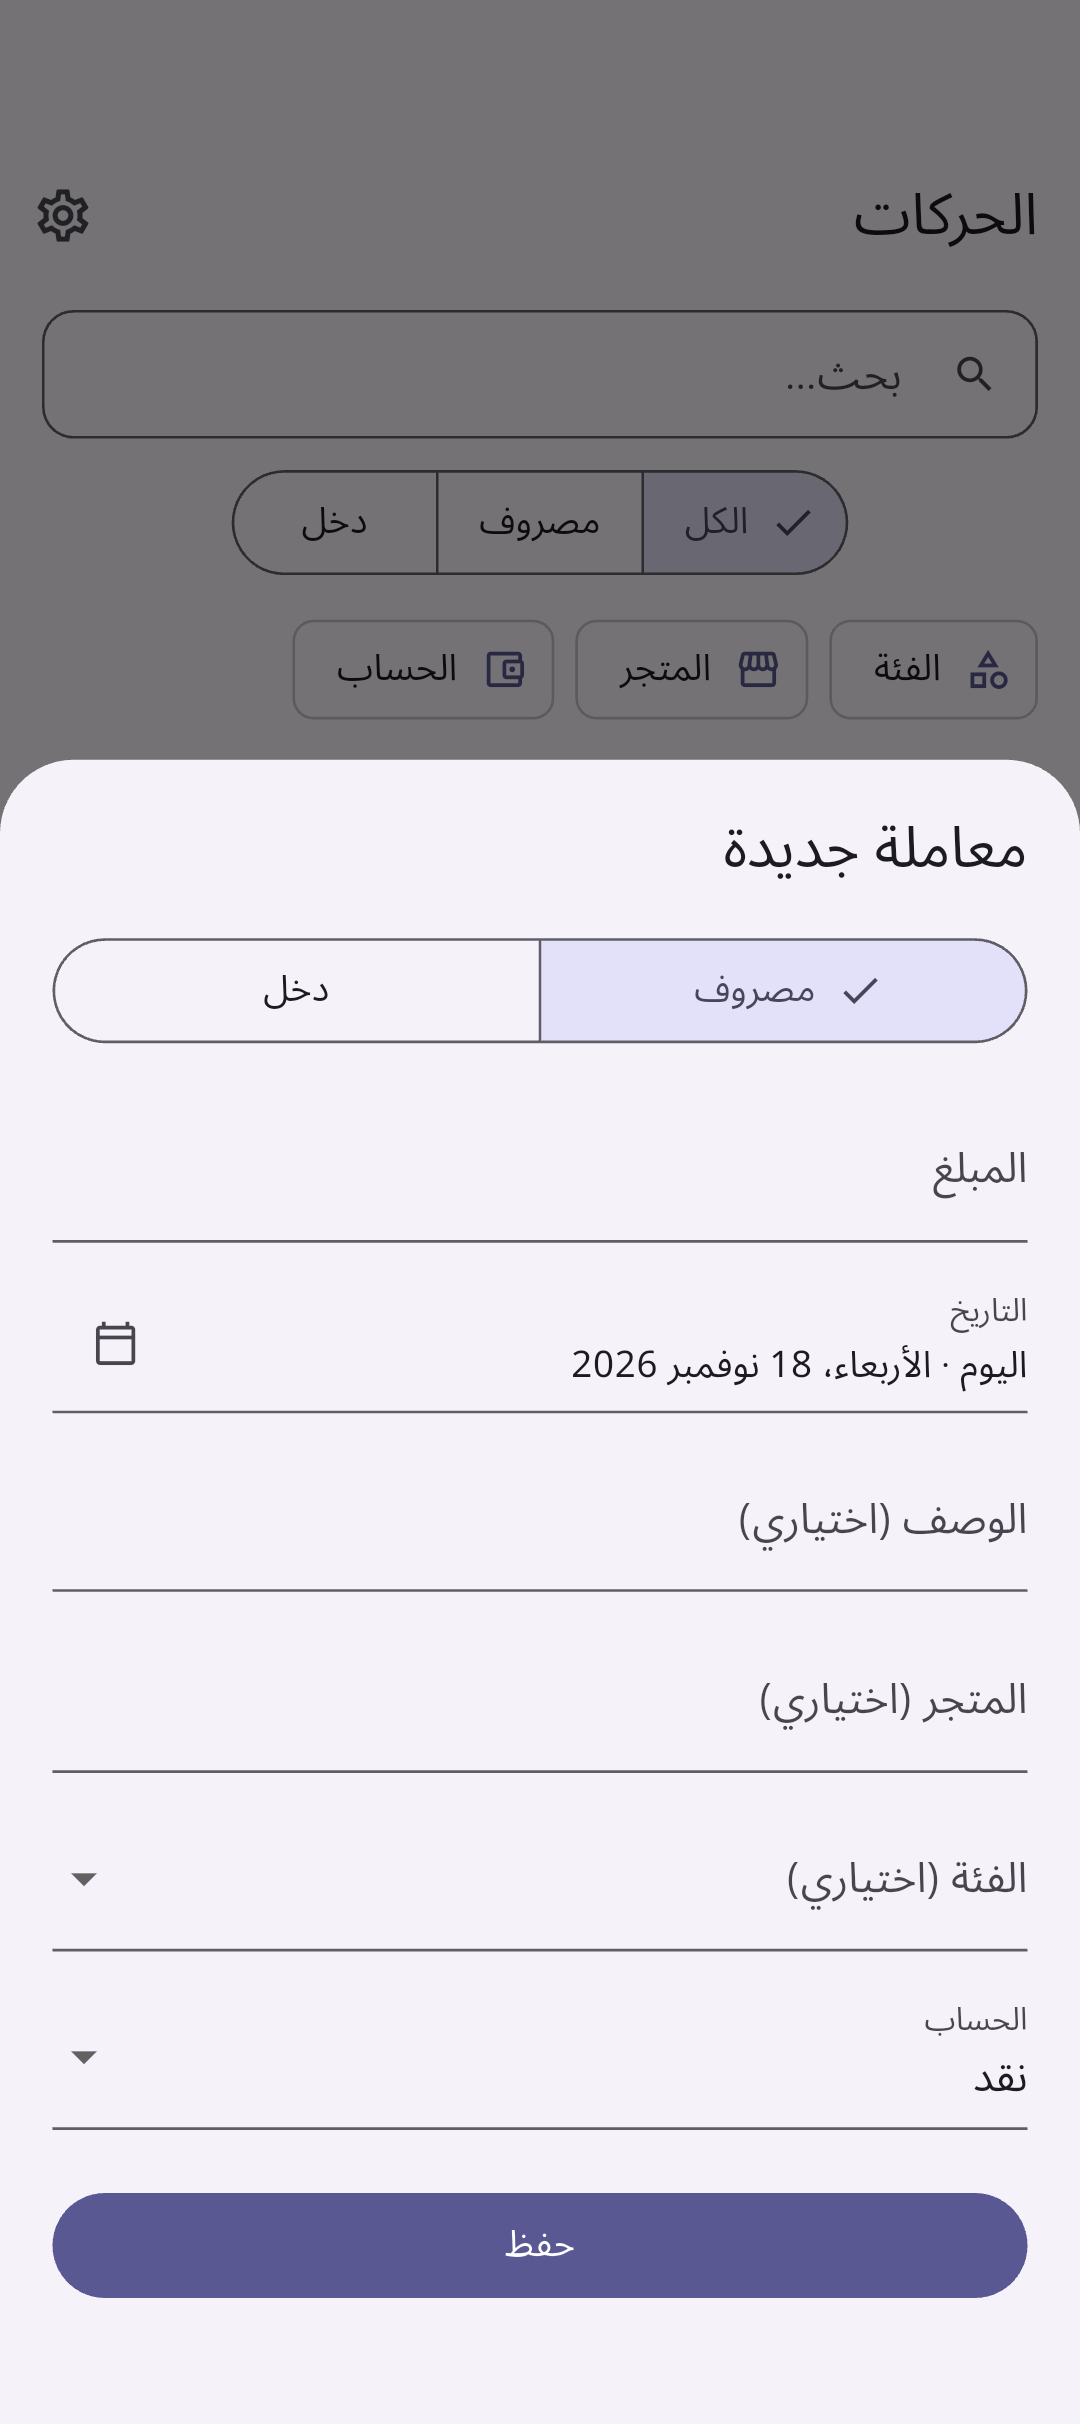 الحركات
بحث...
الكل
مصروف
دخل
الفئة
المتجر
الحساب
معاملة جديدة
مصروف
دخل
المبلغ
التاريخ
اليوم · الأربعاء، 18 نوفمبر 2026
الوصف (اختياري)
المتجر (اختياري)
الفئة (اختياري)
الحساب
نقد
حفظ